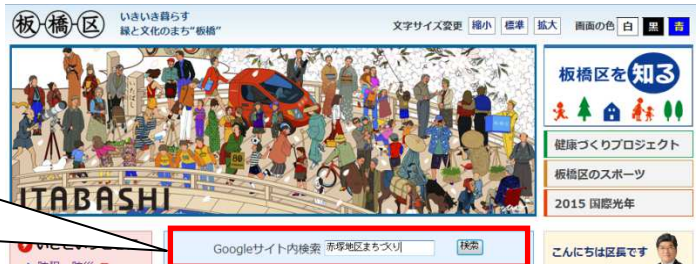 板橋区
いきいき暮らす
緑と文化のまち"板橋"
文字サイズ変更 縮小 標準 拡大 画面の色 白 黒 青
ITABASHI
板橋区を知る
健康づくりプロジェクト
板橋区のスポーツ
2015 国際光年
Googleサイト内検索 赤塚地区まちづくり 検索
こんにちは区長です